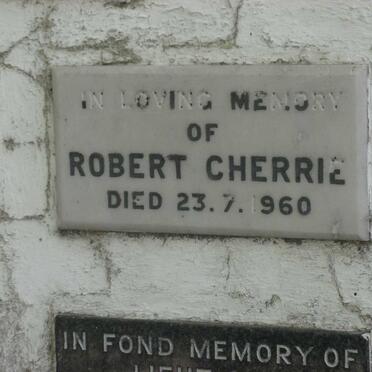 IN LOVING MEMORY
OF
ROBERT CHERRIE
DIED 23.7.1960
IN FOND MEMORY OF